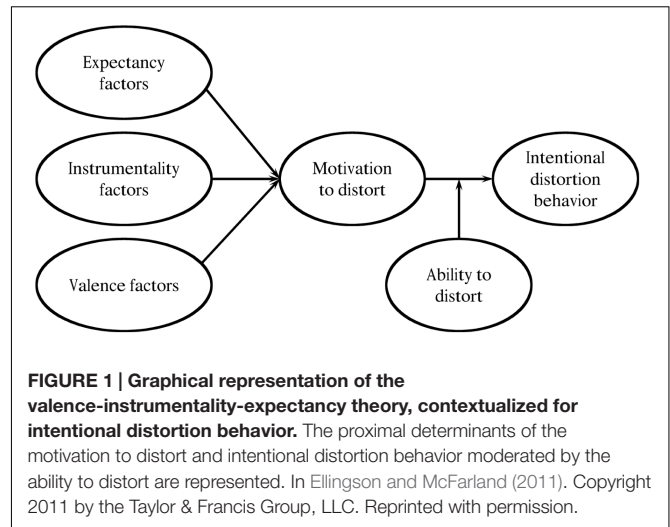 Expectancy
factors
Instrumentality
factors
Valence factors
Motivation
to distort
Intentional
distortion
behavior
Ability to
distort
FIGURE 1 | Graphical representation of the
valence-instrumentality-expectancy theory, contextualized for
intentional distortion behavior. The proximal determinants of the
motivation to distort and intentional distortion behavior moderated by the
ability to distort are represented. In Ellingson and McFarland (2011). Copyright
2011 by the Taylor & Francis Group, LLC. Reprinted with permission.